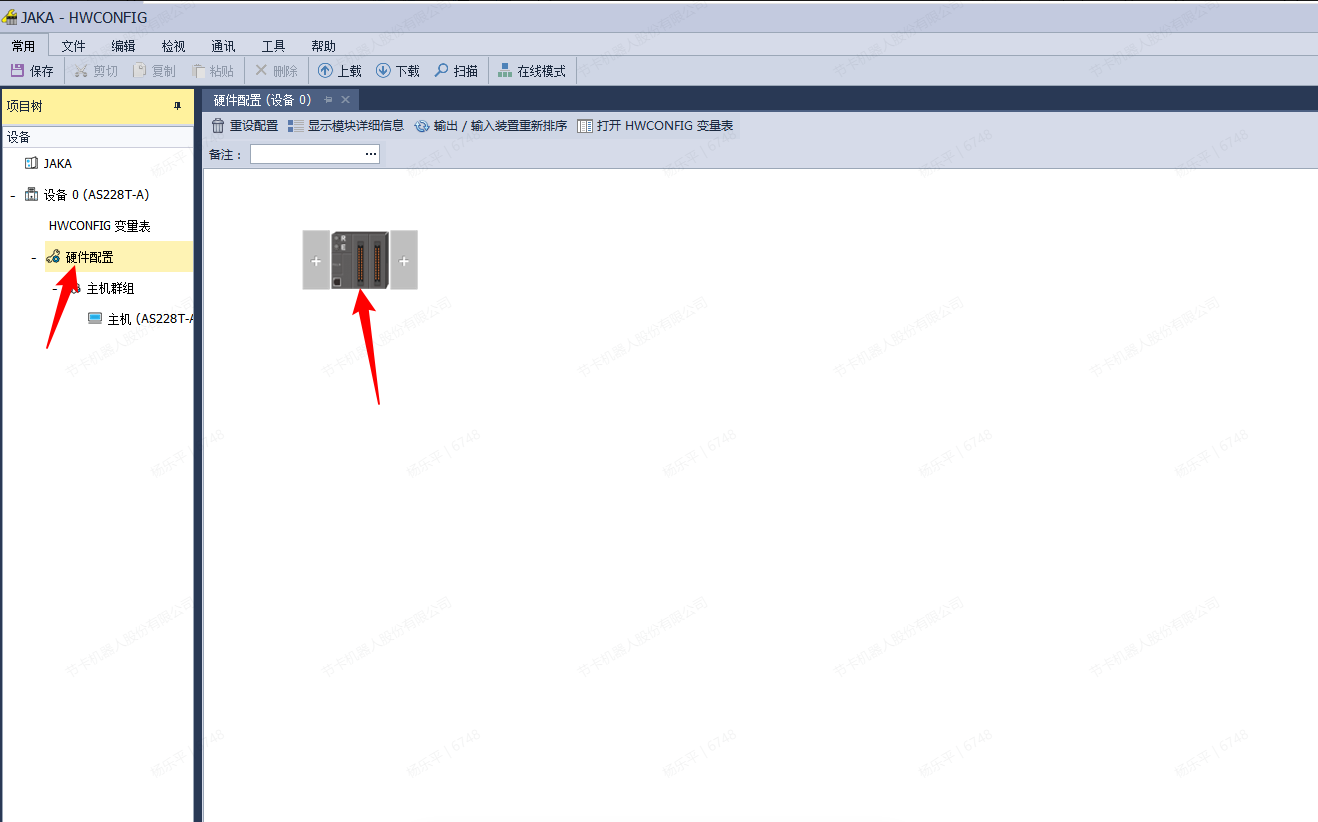 JAKA - HWCONFIG
常用 文件 编辑 检视 通讯 工具 帮助
保存 剪切 复制 粘贴 删除 上载 下载 扫描 在线模式
项目树
硬件配置 (设备 0)
设备
重设配置 显示模块详细信息 输出 / 输入装置重新排序 打开 HWCONFIG 变量表
备注：
JAKA
设备 0 (AS228T-A)
HWCONFIG 变量表
硬件配置
主机群组
主机 (AS228T-A
节卡机器人股份有限公司
杨乐平 | 6748